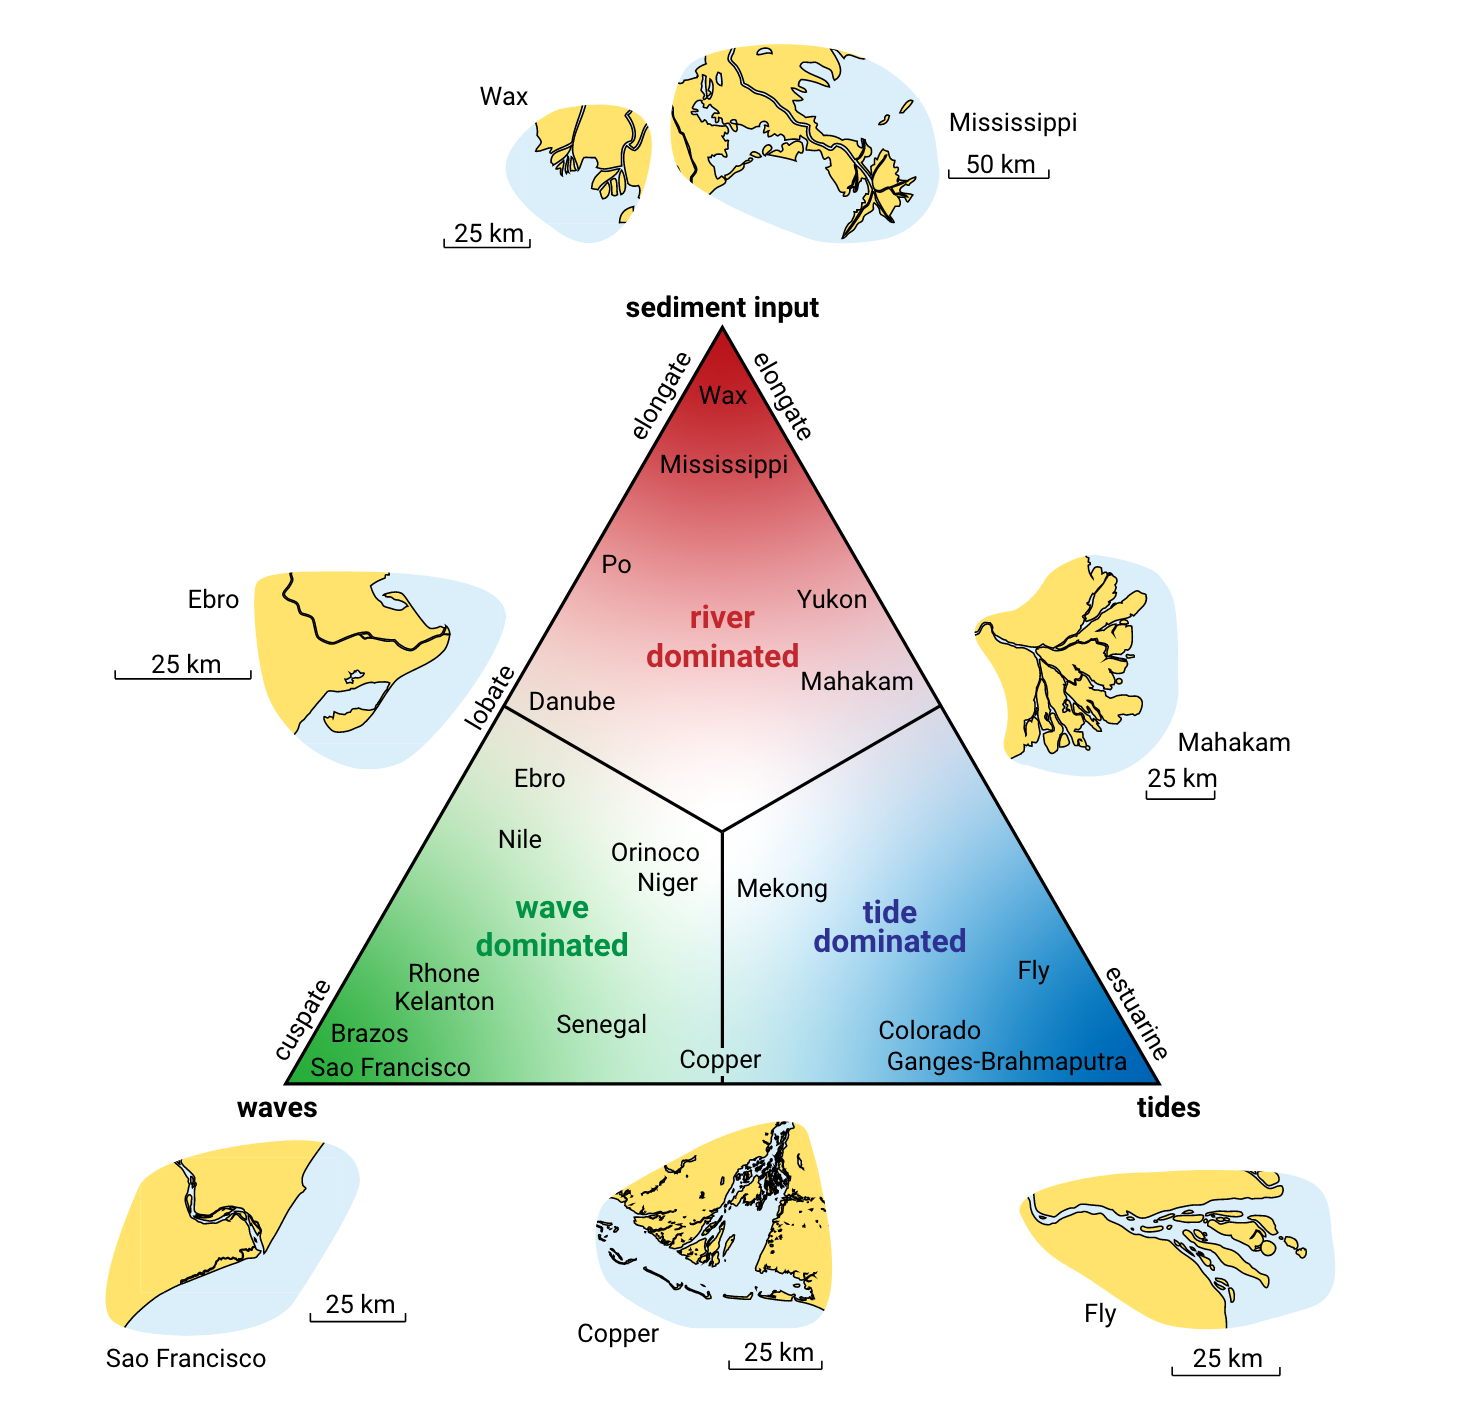 Wax
Mississippi
50 km
25 km
sediment input
elongate
elongate
Wax
Mississippi
Po
Yukon
river
dominated
Mahakam
Danube
Ebro
25 km
lobate
Mahakam
25 km
Ebro
Nile
Orinoco
Niger
Mekong
wave
dominated
tide
dominated
Rhone
Kelanton
Brazos
Sao Francisco
Senegal
Copper
Fly
Colorado
Ganges-Brahmaputra
cuspate
estuarine
waves
tides
25 km
Sao Francisco
Copper
25 km
Fly
25 km